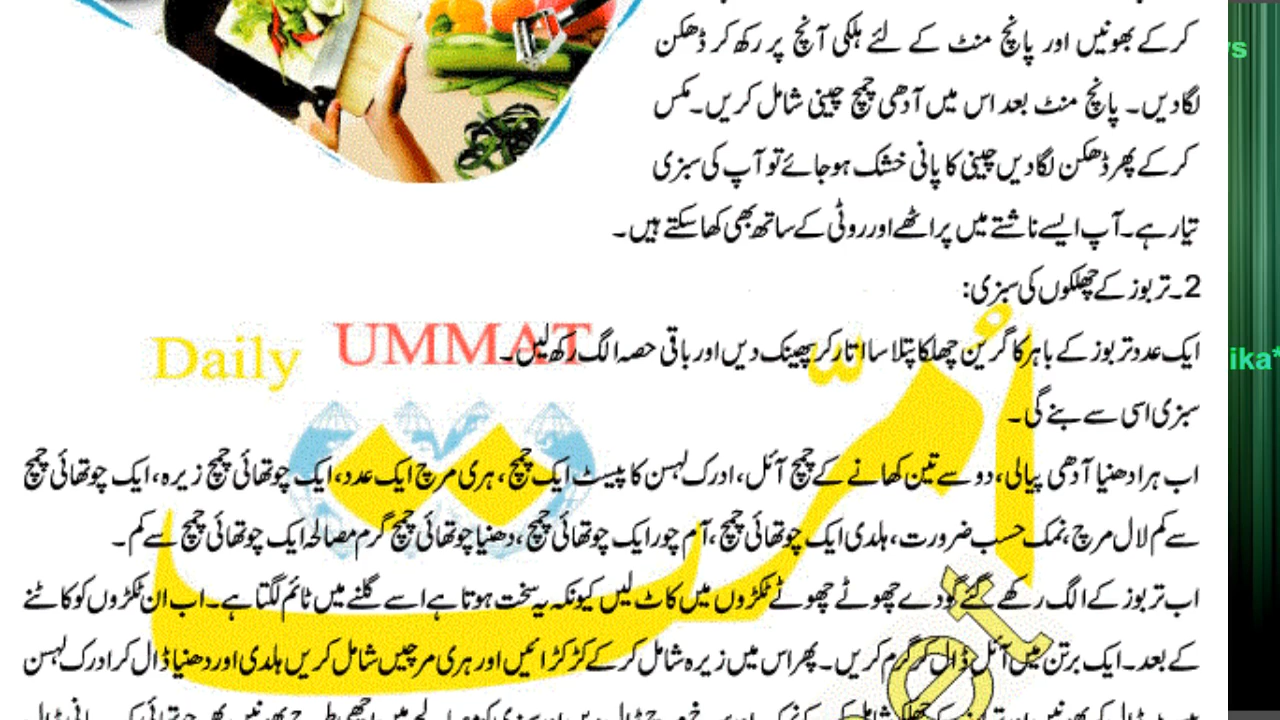 کرکے بھونیں اور پانچ منٹ کے لئے ہلکی آنچ پر رکھ کر ڈھکن
لگادیں۔ پانچ منٹ بعد اس میں آدھی چمچ چینی شامل کریں۔ مکس
کرکے پھر ڈھکن لگادیں چینی کا پانی خشک ہوجائے تو آپ کی سبزی
تیار ہے۔ آپ ایسے ناشتے میں پراٹھے اور روٹی کے ساتھ بھی کھاسکتے ہیں۔
2۔ تربوز کے چھلکوں کی سبزی:
Daily UMMAT
امّت
ایک عدد تربوز کے باہر کا گرین چھلکا پتلا سا اتار کر پھینک دیں اور باقی حصہ الگ رکھ لیں۔
سبزی اسی سے بنے گی۔
اب ہرا دھنیا آدھی پیالی، دو سے تین کھانے کے چمچ آئل، ادرک لہسن کا پیسٹ ایک چمچ، ہری مرچ ایک عدد، ایک چوتھائی چمچ زیرہ، ایک چوتھائی چمچ
سے کم لال مرچ، نمک حسب ضرورت، ہلدی ایک چوتھائی چمچ، آم چور ایک چوتھائی چمچ، دھنیا چوتھائی چمچ گرم مصالحہ ایک چوتھائی چمچ سے کم۔
اب تربوز کے الگ رکھے گئے گودے چھوٹے چھوٹے ٹکڑوں میں کاٹ لیں کیونکہ یہ سخت ہوتا ہے اسے گلنے میں ٹائم لگتا ہے۔ اب ان ٹکڑوں کو کاٹنے
کے بعد۔ ایک برتن میں آئل ڈال کر گرم کریں۔ پھر اس میں زیرہ شامل کرکے کڑکڑائیں اور ہری مرچیں شامل کریں ہلدی اور دھنیا ڈال کر ادرک لہسن
ika*